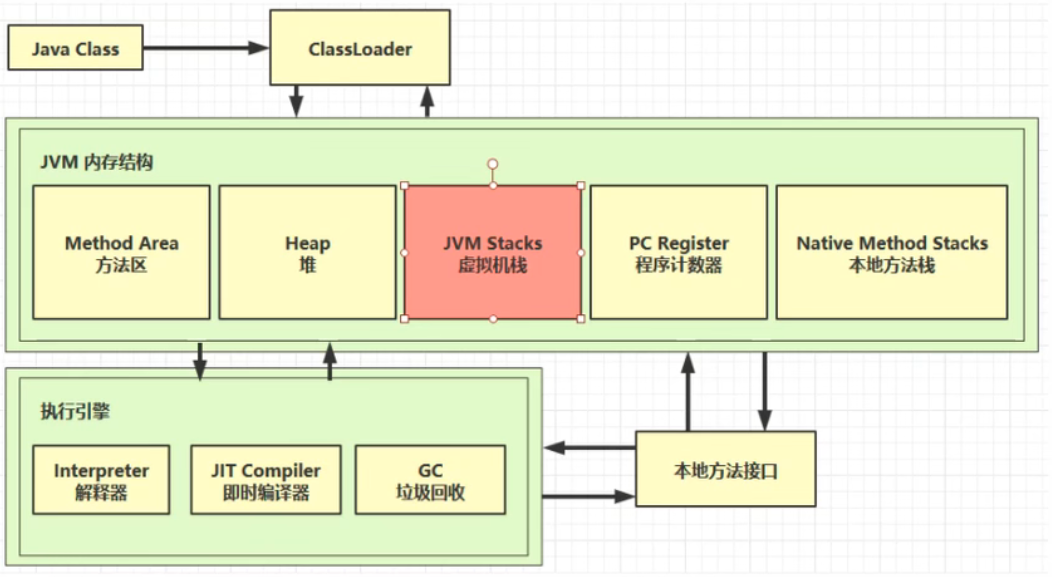 Java Class
ClassLoader
JVM 内存结构
Method Area
方法区
Heap
堆
JVM Stacks
虚拟机栈
PC Register
程序计数器
Native Method Stacks
本地方法栈
执行引擎
Interpreter
解释器
JIT Compiler
即时编译器
GC
垃圾回收
本地方法接口